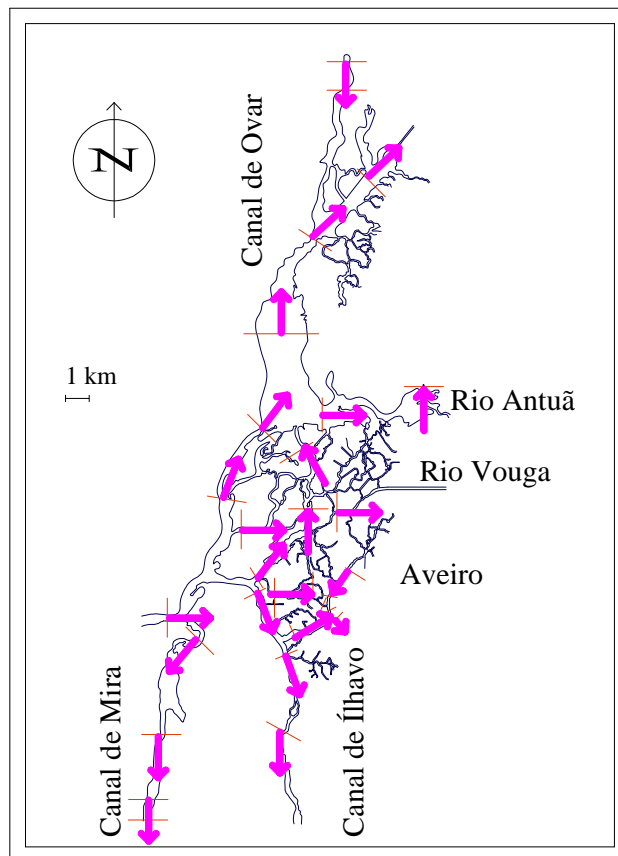 Canal de Ovar
N
1 km
Rio Antuã
Rio Vouga
Aveiro
Canal de Mira
Canal de Ílhavo